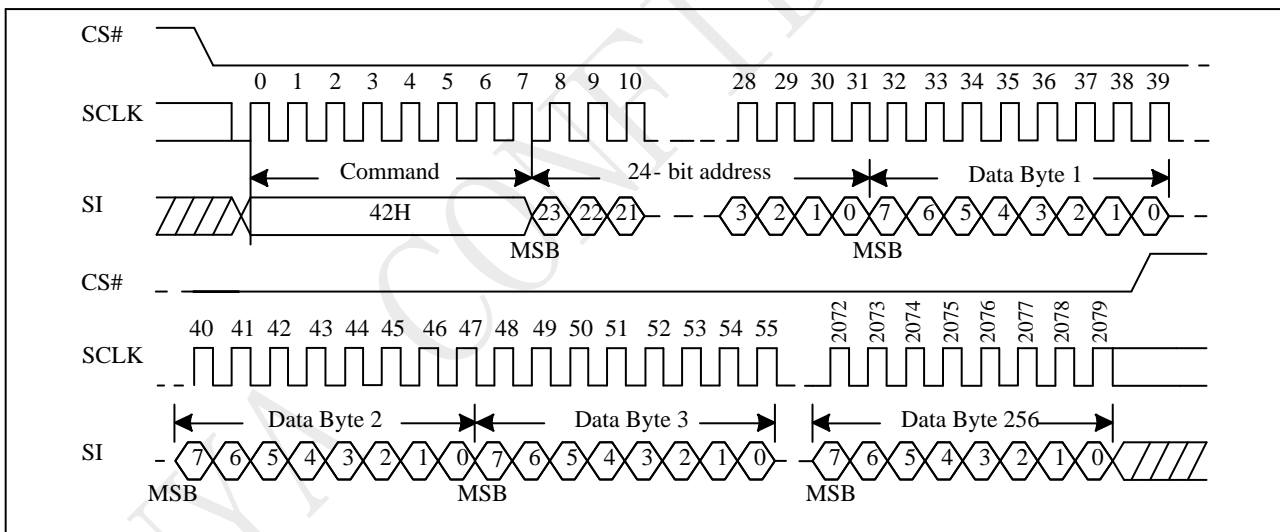 CS#
0 1 2 3 4 5 6 7 8 9 10 28 29 30 31 32 33 34 35 36 37 38 39
SCLK
Command 24- bit address Data Byte 1
SI 42H 23 22 21 3 2 1 0 7 6 5 4 3 2 1 0
MSB MSB
CS#
40 41 42 43 44 45 46 47 48 49 50 51 52 53 54 55 2072 2073 2074 2075 2076 2077 2078 2079
SCLK
Data Byte 2 Data Byte 3 Data Byte 256
SI 7 6 5 4 3 2 1 0 7 6 5 4 3 2 1 0 7 6 5 4 3 2 1 0
MSB MSB MSB